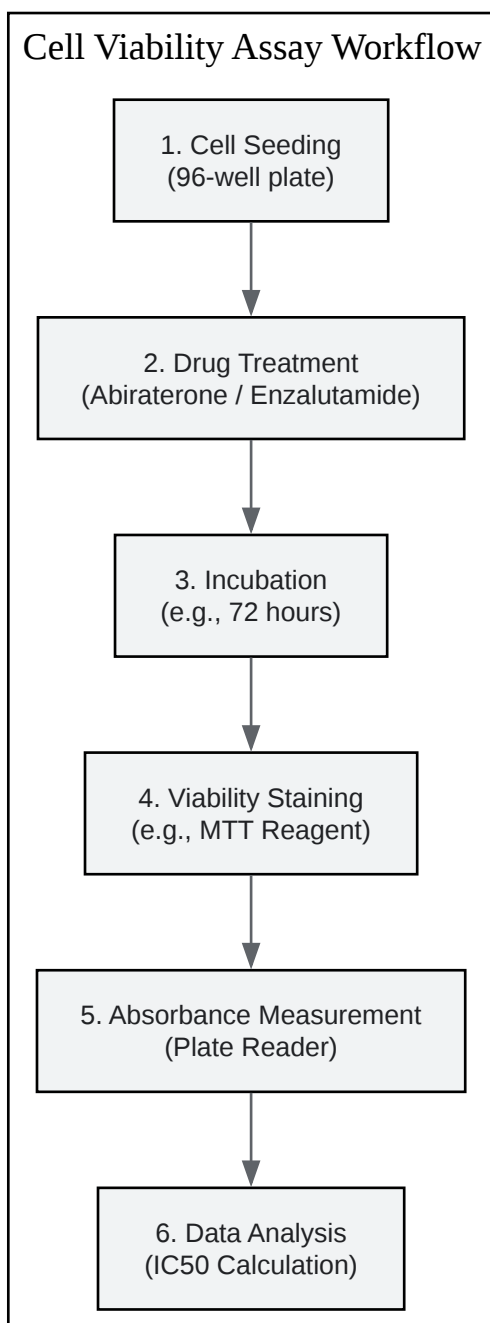 Cell Viability Assay Workflow
1. Cell Seeding
(96-well plate)
2. Drug Treatment
(Abiraterone / Enzalutamide)
3. Incubation
(e.g., 72 hours)
4. Viability Staining
(e.g., MTT Reagent)
5. Absorbance Measurement
(Plate Reader)
6. Data Analysis
(IC50 Calculation)